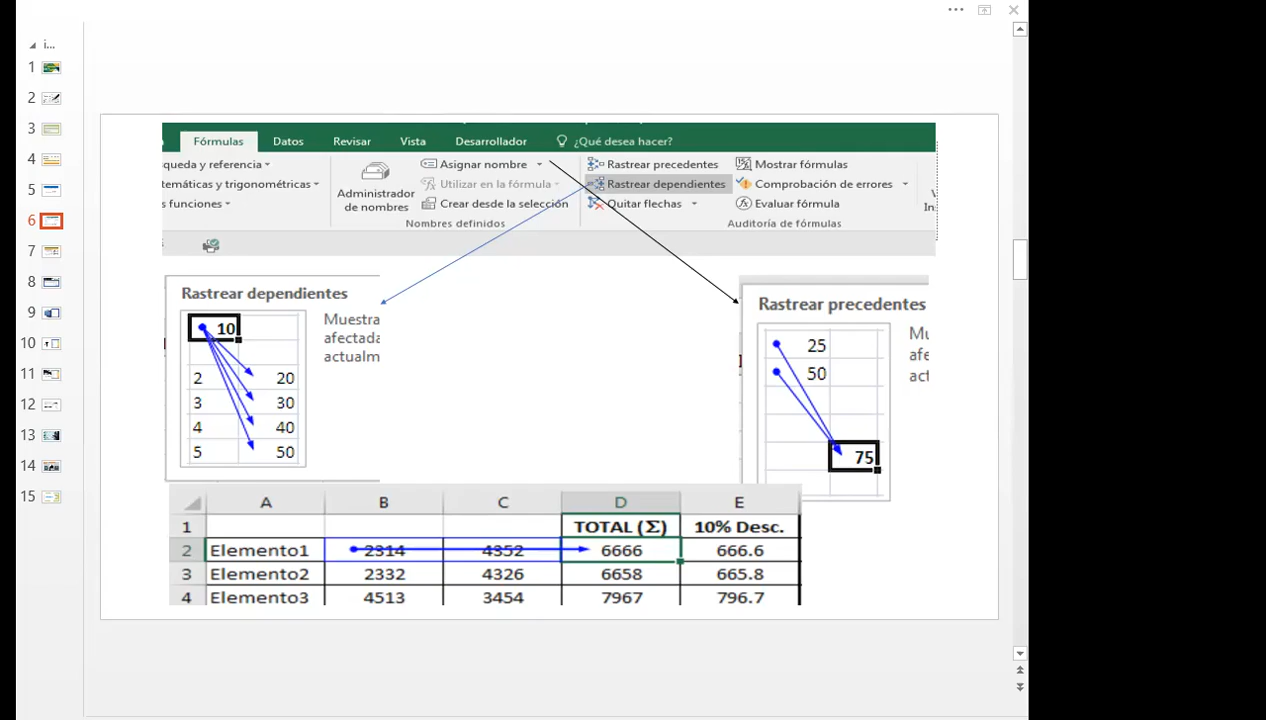 i...
1
2
3
4
5
6
7
8
9
10
11
12
13
14
15
Fórmulas Datos Revisar Vista Desarrollador ¿Qué desea hacer?
queda y referencia Asignar nombre Rastrear precedentes Mostrar fórmulas
temáticas y trigonométricas Utilizar en la fórmula Rastrear dependientes Comprobación de errores
s funciones Administrador de nombres Crear desde la selección Quitar flechas Evaluar fórmula In
Nombres definidos Auditoría de fórmulas
Rastrear dependientes
10
2 20
3 30
4 40
5 50
Muestra
afectada
actualm
Rastrear precedentes
25
50
75
Mu
afe
act
A B C D E
1 TOTAL (Σ) 10% Desc.
2 Elemento1 2314 4352 6666 666.6
3 Elemento2 2332 4326 6658 665.8
4 Elemento3 4513 3454 7967 796.7